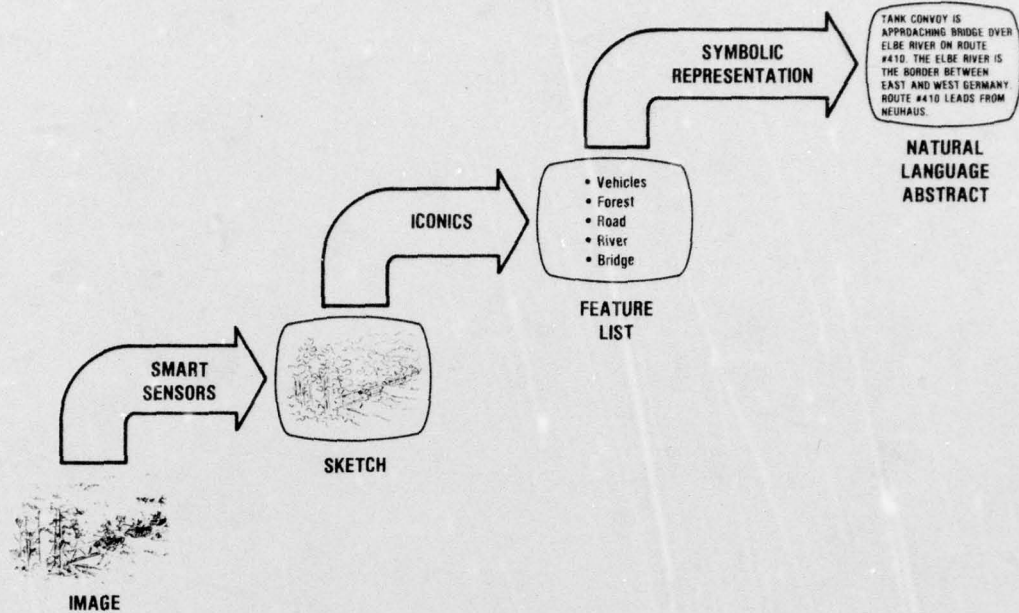 TANK CONVOY IS
APPROACHING BRIDGE OVER
ELBE RIVER ON ROUTE
#410. THE ELBE RIVER IS
THE BORDER BETWEEN
EAST AND WEST GERMANY.
ROUTE #410 LEADS FROM
NEUHAUS.
NATURAL
LANGUAGE
ABSTRACT
SYMBOLIC
REPRESENTATION
• Vehicles
• Forest
• Road
• River
• Bridge
FEATURE
LIST
ICONICS
SMART
SENSORS
SKETCH
IMAGE